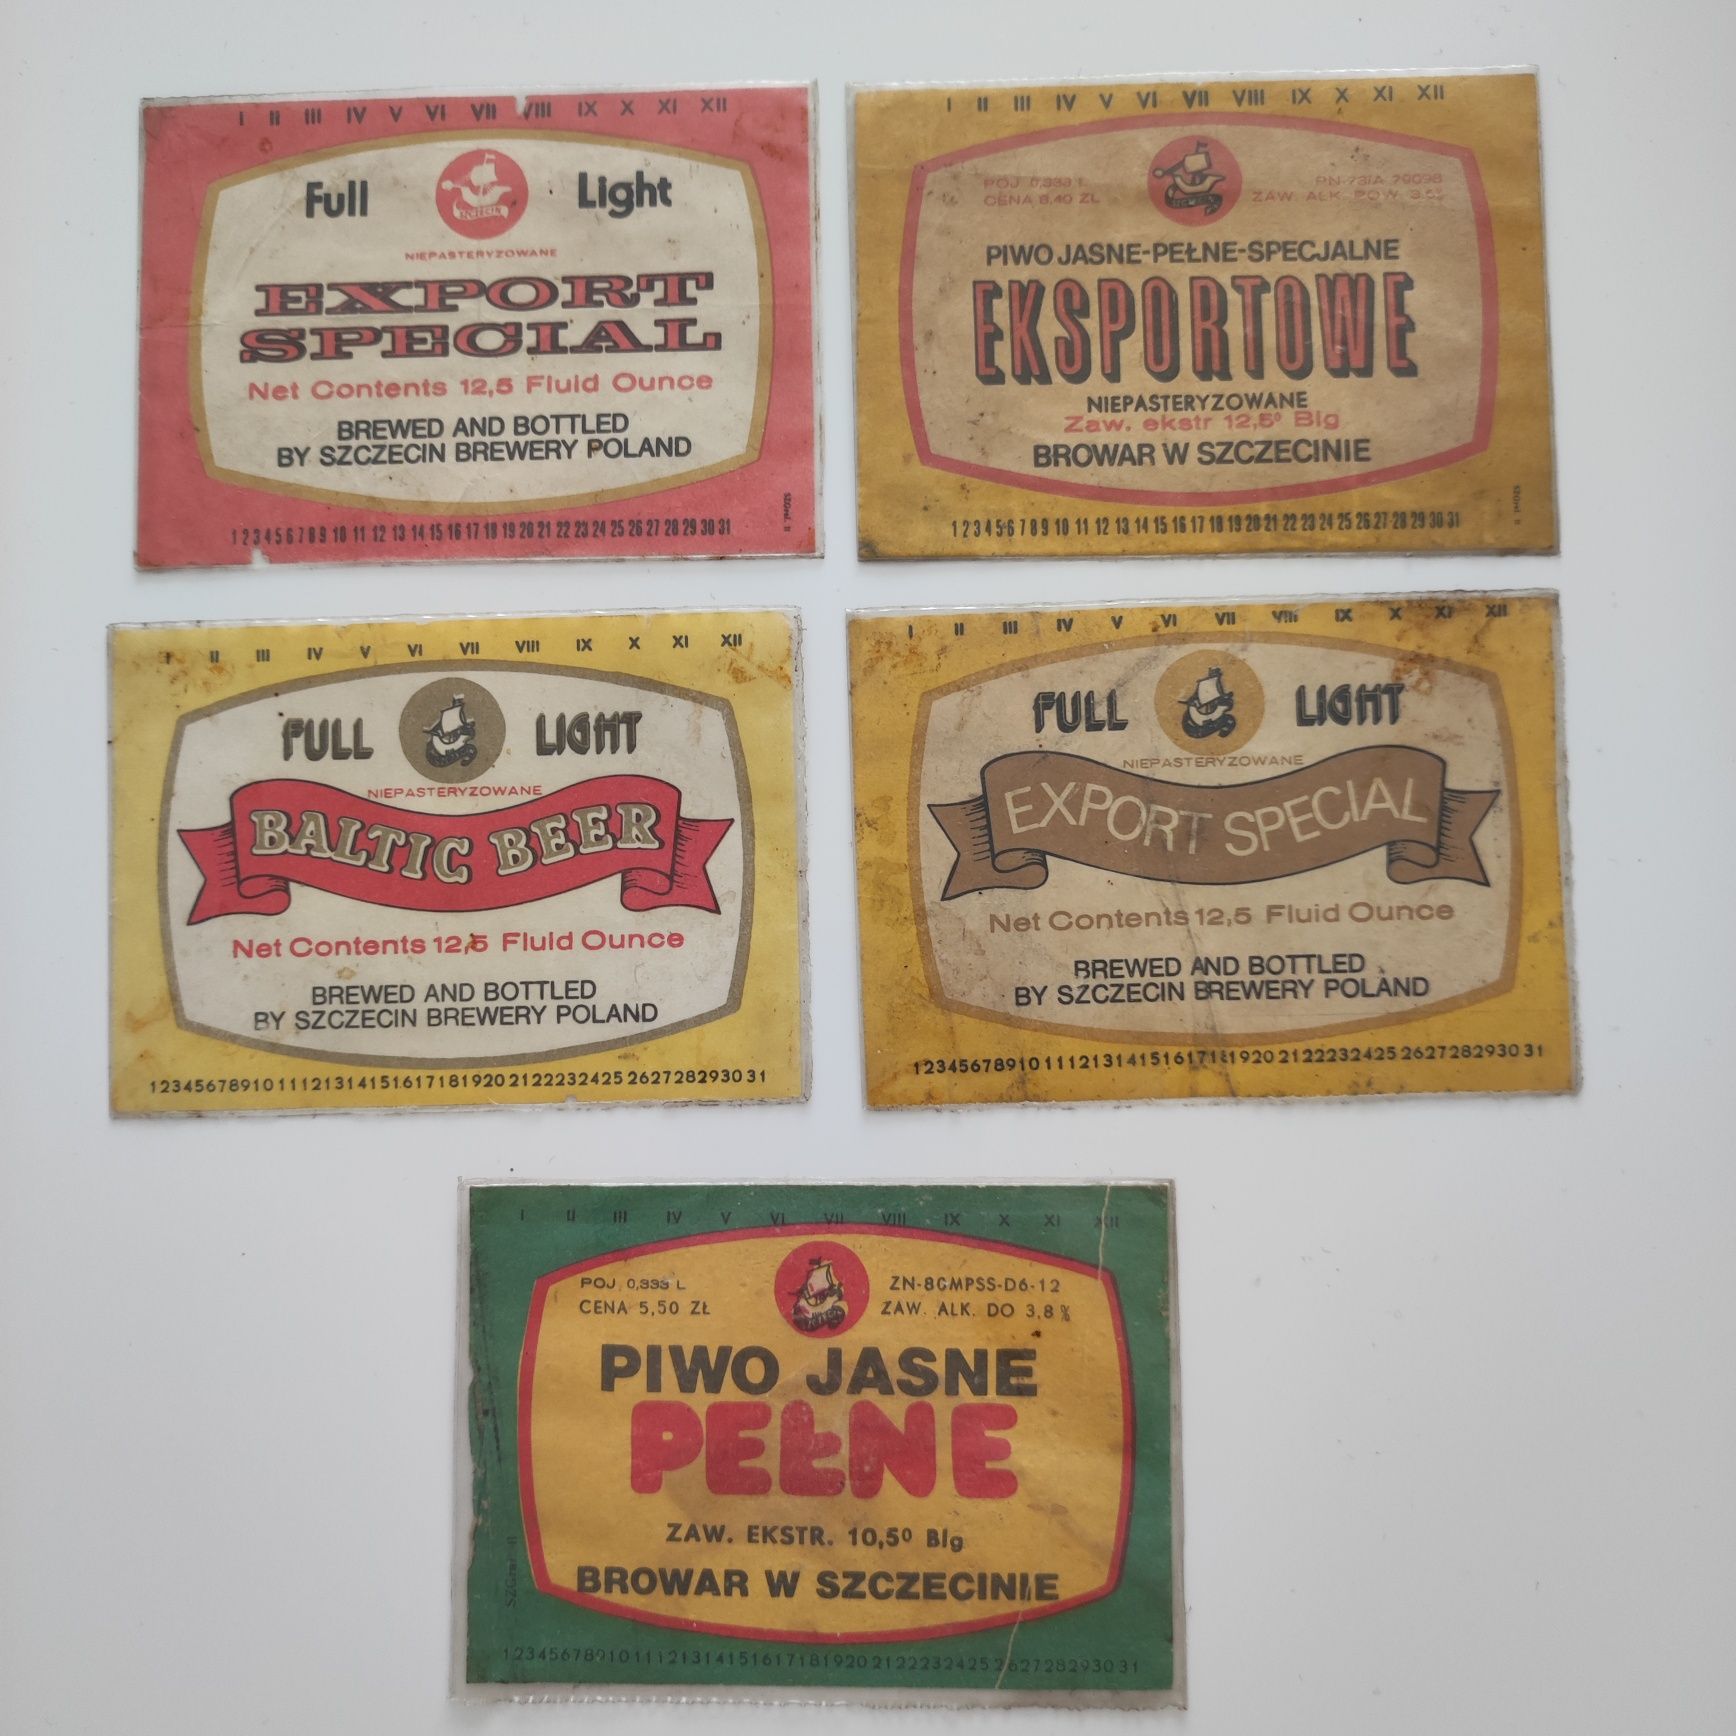 I II III IV V VI VII VIII IX X XI XII
Full Light
SZCZECIN
NIEPASTERYZOWANE
EXPORT
SPECIAL
Net Contents 12,5 Fluid Ounce
BREWED AND BOTTLED
BY SZCZECIN BREWERY POLAND
1 2 3 4 5 6 7 8 9 10 11 12 13 14 15 16 17 18 19 20 21 22 23 24 25 26 27 28 29 30 31
I II III IV V VI VII VIII IX X XI XII
POJ. 0,333 L PN-73/A 79098
CENA 8,40 ZŁ ZAW. ALK. POW. 3,5%
PIWO JASNE-PEŁNE-SPECJALNE
EKSPORTOWE
NIEPASTERYZOWANE
Zaw. ekstr 12,5⁰ Blg
BROWAR W SZCZECINIE
1 2 3 4 5 6 7 8 9 10 11 12 13 14 15 16 17 18 19 20 21 22 23 24 25 26 27 28 29 30 31
I II III IV V VI VII VIII IX X XI XII
FULL LIGHT
NIEPASTERYZOWANE
BALTIC BEER
Net Contents 12,5 Fluid Ounce
BREWED AND BOTTLED
BY SZCZECIN BREWERY POLAND
1 2 3 4 5 6 7 8 9 10 11 12 13 14 15 16 17 18 19 20 21 22 23 24 25 26 27 28 29 30 31
I II III IV V VI VII VIII IX X XI XII
FULL LIGHT
NIEPASTERYZOWANE
EXPORT SPECIAL
Net Contents 12,5 Fluid Ounce
BREWED AND BOTTLED
BY SZCZECIN BREWERY POLAND
1 2 3 4 5 6 7 8 9 10 11 12 13 14 15 16 17 18 19 20 21 22 23 24 25 26 27 28 29 30 31
I II III IV V VI VII VIII IX X XI XII
POJ. 0,333 L ZN-80MPSS-D6-12
CENA 5,50 ZŁ ZAW. ALK. DO 3,8%
PIWO JASNE
PEŁNE
ZAW. EKSTR. 10,5⁰ Blg
BROWAR W SZCZECINIE
1 2 3 4 5 6 7 8 9 10 11 12 13 14 15 16 17 18 19 20 21 22 23 24 25 26 27 28 29 30 31